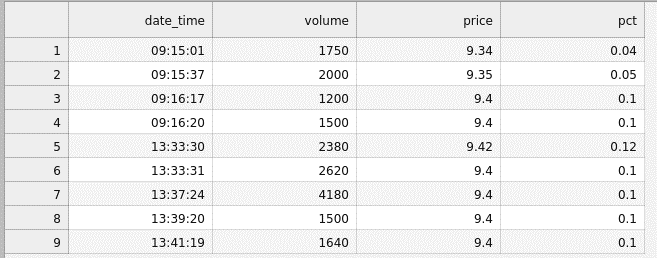 date_time volume price pct
1 09:15:01 1750 9.34 0.04
2 09:15:37 2000 9.35 0.05
3 09:16:17 1200 9.4 0.1
4 09:16:20 1500 9.4 0.1
5 13:33:30 2380 9.42 0.12
6 13:33:31 2620 9.4 0.1
7 13:37:24 4180 9.4 0.1
8 13:39:20 1500 9.4 0.1
9 13:41:19 1640 9.4 0.1